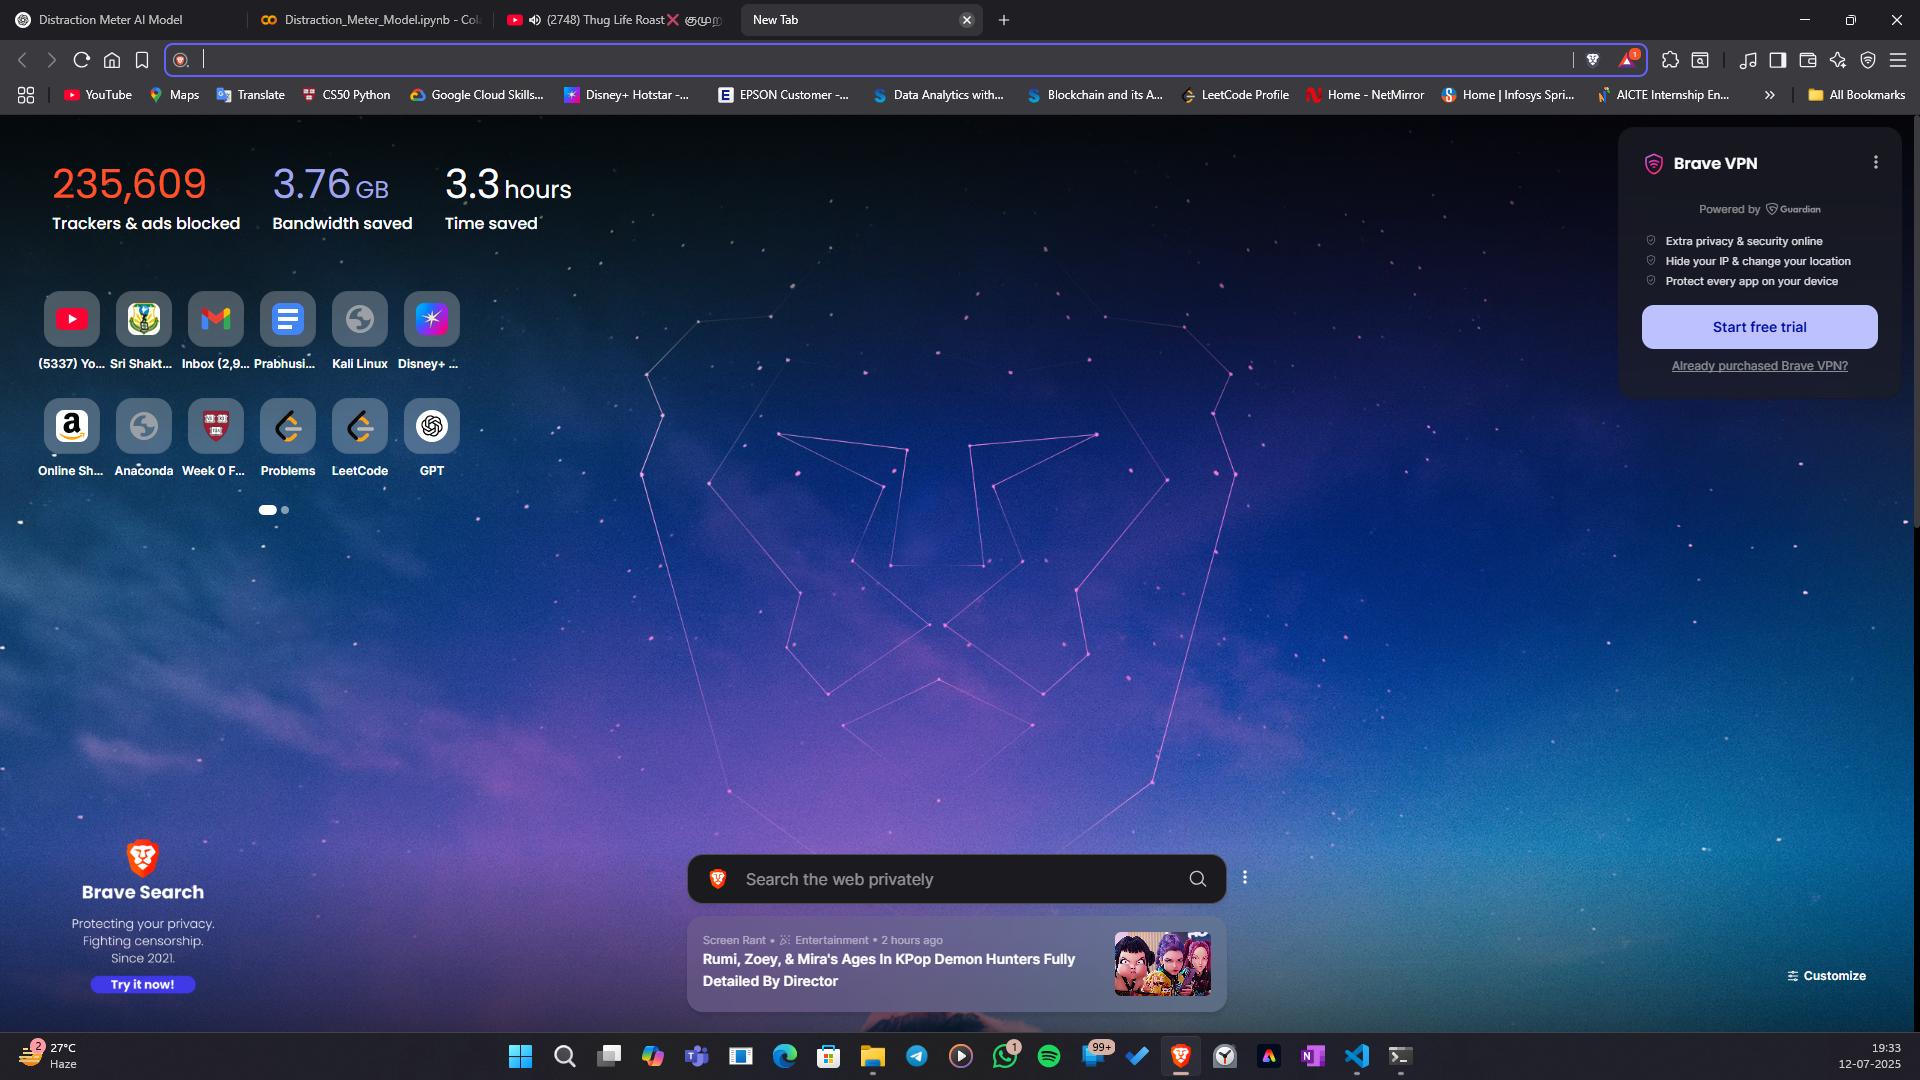 Distraction Meter AI Model
Distraction_Meter_Model.ipynb - Col
(2748) Thug Life Roast❌ குமுற
New Tab
1
YouTube
Maps
Translate
CS50 Python
Google Cloud Skills...
Disney+ Hotstar -...
EPSON Customer -...
Data Analytics with...
Blockchain and its A...
LeetCode Profile
Home - NetMirror
Home | Infosys Spri...
AICTE Internship En...
All Bookmarks
235,609
Trackers & ads blocked
3.76 GB
Bandwidth saved
3.3 hours
Time saved
Brave VPN
Powered by Guardian
Extra privacy & security online
Hide your IP & change your location
Protect every app on your device
Start free trial
Already purchased Brave VPN?
(5337) Yo...
Sri Shakt...
Inbox (2,9...
Prabhusi...
Kali Linux
Disney+ ...
Online Sh...
Anaconda
Week 0 F...
Problems
LeetCode
GPT
Brave Search
Protecting your privacy.
Fighting censorship.
Since 2021.
Try it now!
Search the web privately
Screen Rant • Entertainment • 2 hours ago
Rumi, Zoey, & Mira's Ages In KPop Demon Hunters Fully
Detailed By Director
Customize
2
27°C
Haze
1
99+
19:33
12-07-2025